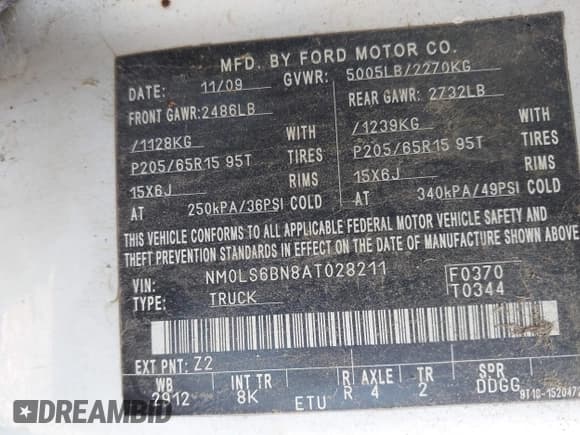 MFD. BY FORD MOTOR CO.
DATE: 11/09 GVWR: 5005LB/2270KG
FRONT GAWR: 2486LB REAR GAWR: 2732LB
/1128KG WITH /1239KG WITH
P205/65R15 95T TIRES P205/65R15 95T TIRES
15X6J RIMS 15X6J RIMS
AT 250kPA/36PSI COLD AT 340kPA/49PSI COLD
THIS VEHICLE CONFORMS TO ALL APPLICABLE FEDERAL MOTOR VEHICLE SAFETY AND
THEFT PREVENTION STANDARDS IN EFFECT ON THE DATE OF MANUFACTURE SHOWN ABOVE
VIN: NM0LS6BN8AT028211 F0370
TYPE: TRUCK T0344
EXT PNT: Z2
WB INT TR R AXLE TR SPR
2912 8K R 4 2 DDGG
ETU 9T1G-1520472
DREAMBID